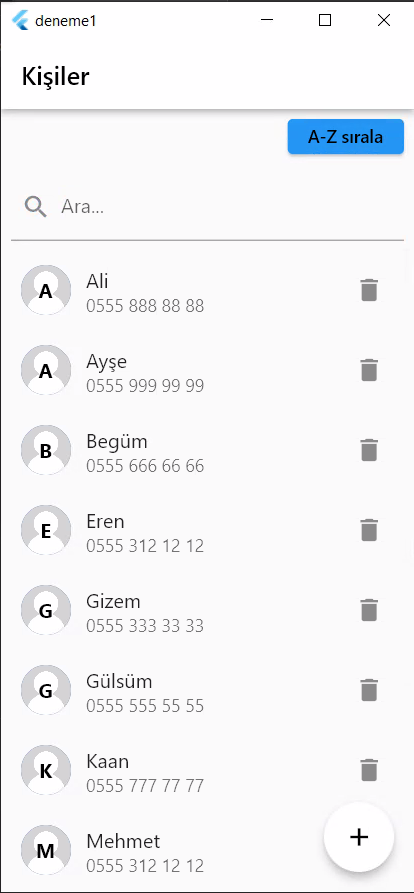 deneme1
Kişiler
A-Z sırala
Ara...
A
Ali
0555 888 88 88
A
Ayşe
0555 999 99 99
B
Begüm
0555 666 66 66
E
Eren
0555 312 12 12
G
Gizem
0555 333 33 33
G
Gülsüm
0555 555 55 55
K
Kaan
0555 777 77 77
M
Mehmet
0555 312 12 12